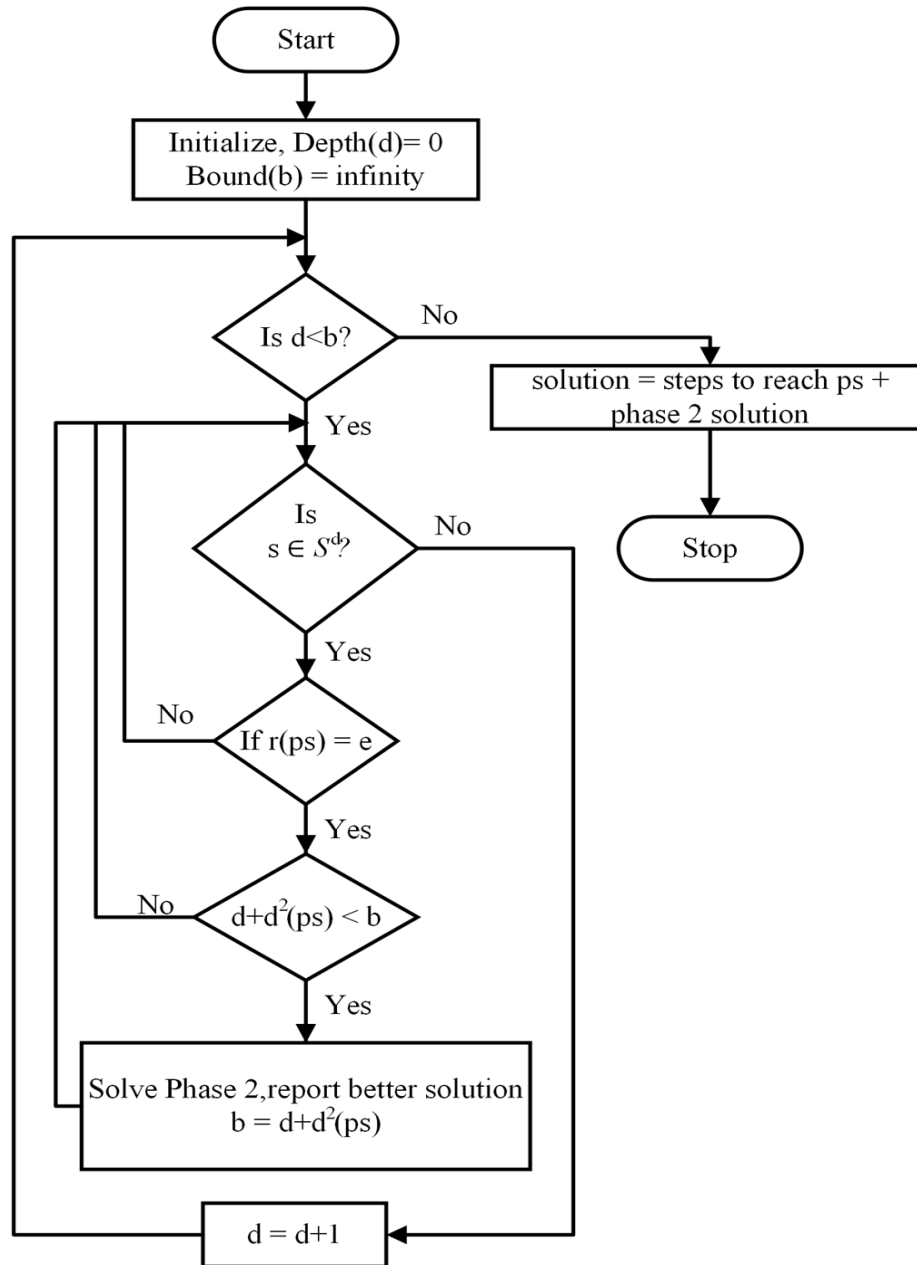 Start
Initialize, Depth(d)= 0
Bound(b) = infinity
Is d<b?
No
solution = steps to reach ps +
phase 2 solution
Yes
Is
s ∈ Sᵈ?
No
Stop
Yes
No
If r(ps) = e
Yes
No
d+d²(ps) < b
Yes
Solve Phase 2,report better solution
b = d+d²(ps)
d = d+1